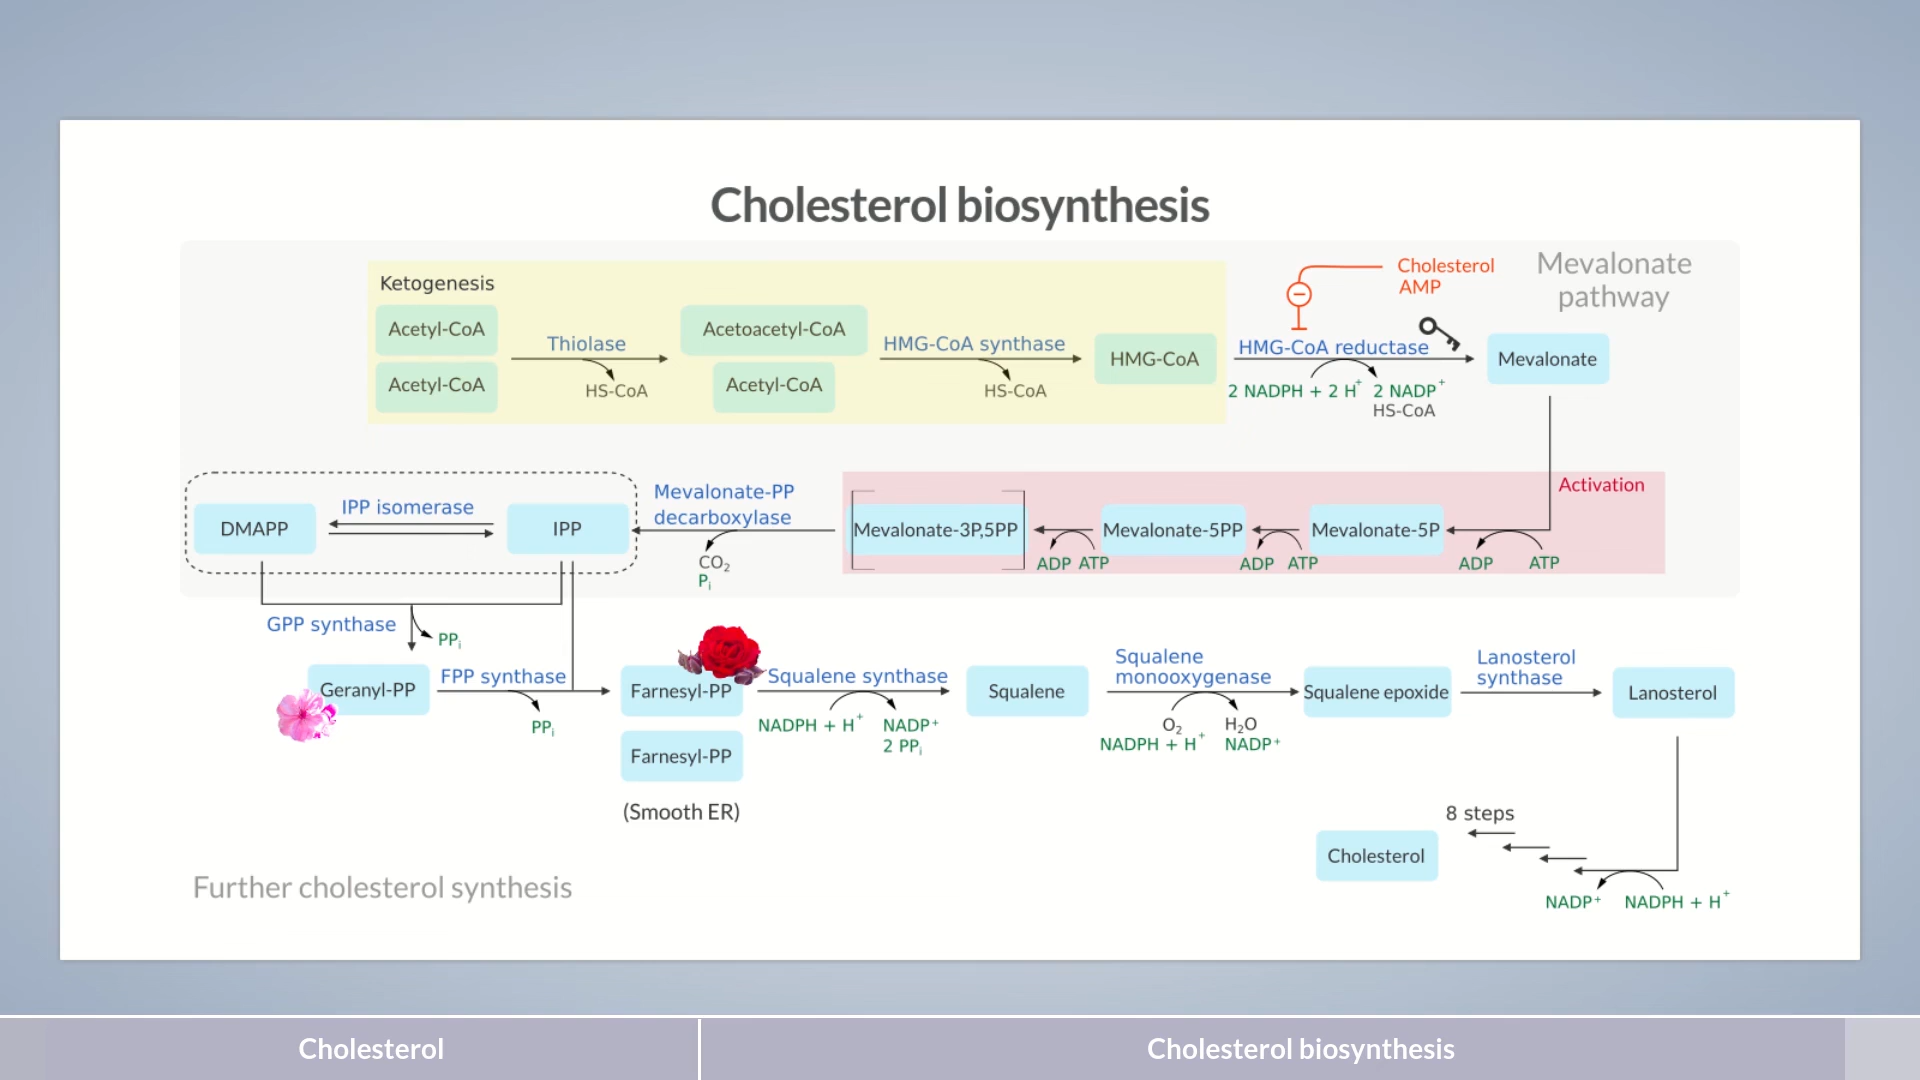 Cholesterol biosynthesis
Mevalonate
pathway
Ketogenesis
Acetyl-CoA
Acetyl-CoA
Thiolase
HS-CoA
Acetoacetyl-CoA
Acetyl-CoA
HMG-CoA synthase
HS-CoA
HMG-CoA
Cholesterol
AMP
HMG-CoA reductase
2 NADPH + 2 H⁺
2 NADP⁺
HS-CoA
Mevalonate
Activation
ADP
ATP
Mevalonate-5P
ADP
ATP
Mevalonate-5PP
ADP
ATP
Mevalonate-3P,5PP
Mevalonate-PP
decarboxylase
CO₂
Pᵢ
IPP
IPP isomerase
DMAPP
GPP synthase
PPᵢ
Geranyl-PP
FPP synthase
PPᵢ
Farnesyl-PP
Farnesyl-PP
(Smooth ER)
Squalene synthase
NADPH + H⁺
NADP⁺
2 PPᵢ
Squalene
Squalene
monooxygenase
O₂
NADPH + H⁺
H₂O
NADP⁺
Squalene epoxide
Lanosterol
synthase
Lanosterol
NADP⁺
NADPH + H⁺
8 steps
Cholesterol
Further cholesterol synthesis
Cholesterol
Cholesterol biosynthesis